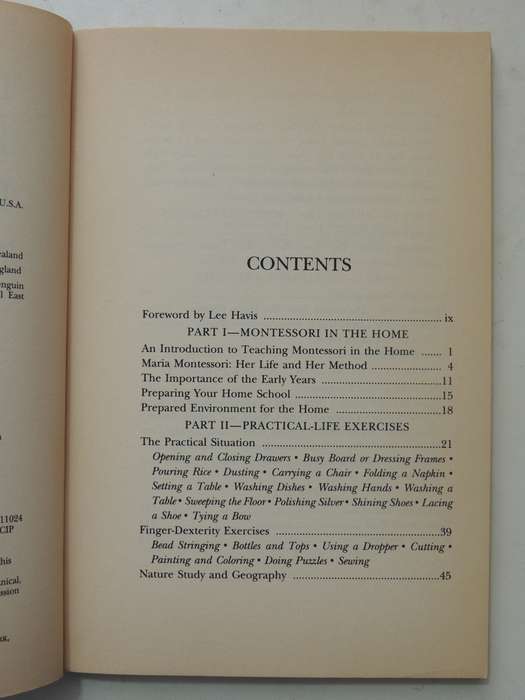 U.S.A.
ealand
gland
enguin
l East
11024
CIP
his
nical,
ssion
CONTENTS
Foreword by Lee Havis ix
PART I—MONTESSORI IN THE HOME
An Introduction to Teaching Montessori in the Home 1
Maria Montessori: Her Life and Her Method 4
The Importance of the Early Years 11
Preparing Your Home School 15
Prepared Environment for the Home 18
PART II—PRACTICAL-LIFE EXERCISES
The Practical Situation 21
Opening and Closing Drawers • Busy Board or Dressing Frames •
Pouring Rice • Dusting • Carrying a Chair • Folding a Napkin •
Setting a Table • Washing Dishes • Washing Hands • Washing a
Table • Sweeping the Floor • Polishing Silver • Shining Shoes • Lacing
a Shoe • Tying a Bow
Finger-Dexterity Exercises 39
Bead Stringing • Bottles and Tops • Using a Dropper • Cutting •
Painting and Coloring • Doing Puzzles • Sewing
Nature Study and Geography 45